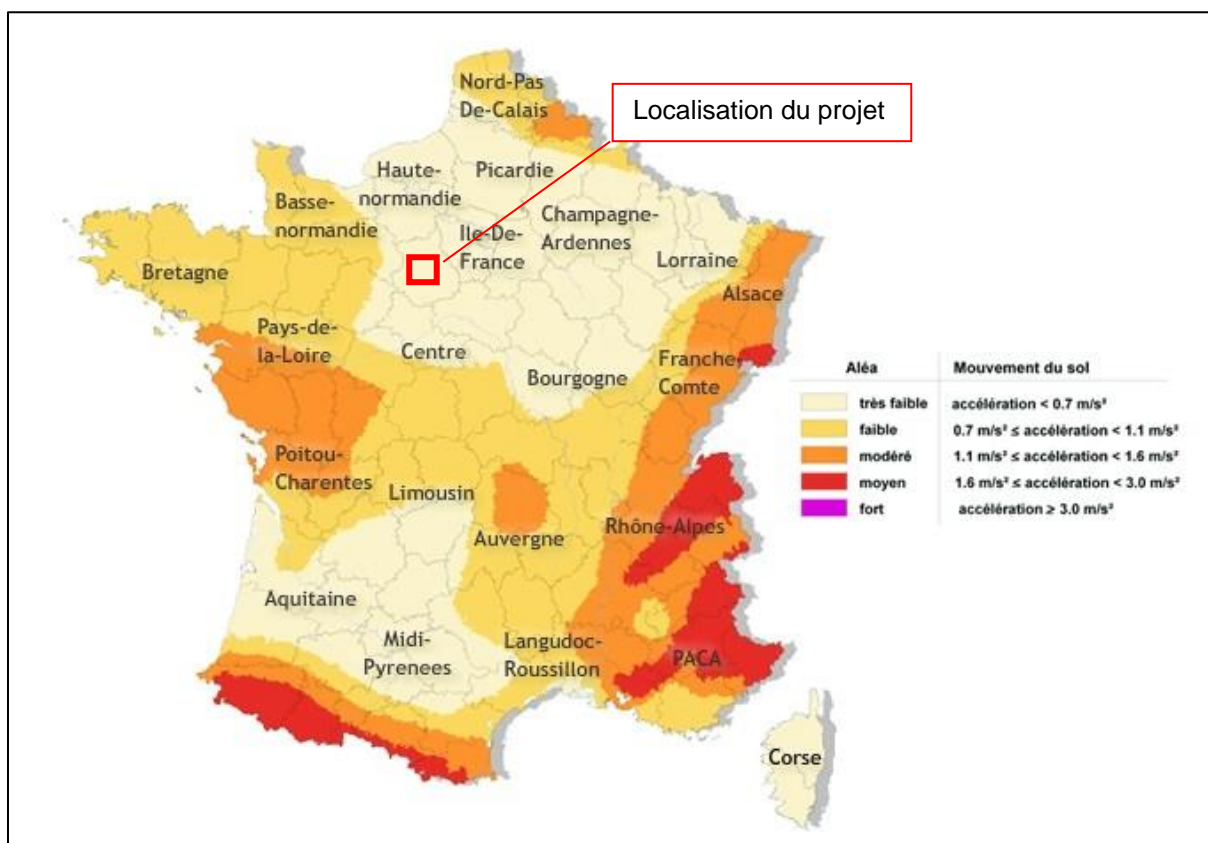 Nord-Pas
De-Calais
Localisation du projet
Haute-
normandie
Picardie
Basse-
normandie
Champagne-
Ardennes
Ile-De-
France
Lorraine
Bretagne
Alsace
Pays-de-
la-Loire
Centre
Franche-
Comte
Bourgogne
Poitou-
Charentes
Limousin
Auvergne
Rhône-Alpes
Aquitaine
Midi-
Pyrenees
Langudoc-
Roussillon
PACA
Corse
Aléa Mouvement du sol
très faible accélération < 0.7 m/s²
faible 0.7 m/s² ≤ accélération < 1.1 m/s²
modéré 1.1 m/s² ≤ accélération < 1.6 m/s²
moyen 1.6 m/s² ≤ accélération < 3.0 m/s²
fort accélération ≥ 3.0 m/s²